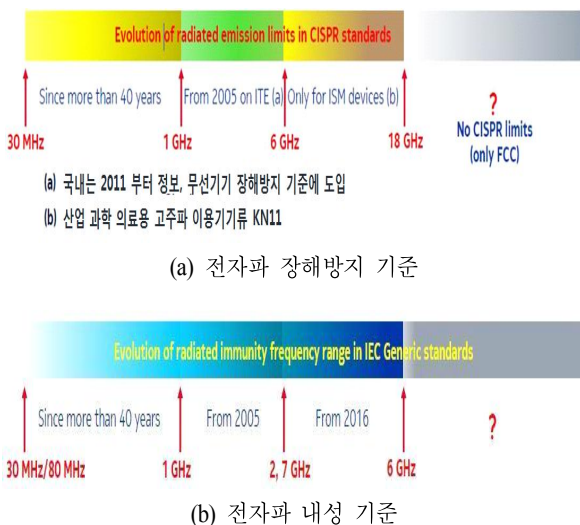 Evolution of radiated emission limits in CISPR standards
Since more than 40 years From 2005 on ITE (a) Only for ISM devices (b) ?
30 MHz 1 GHz 6 GHz 18 GHz No CISPR limits
(only FCC)
(a) 국내는 2011 부터 정보, 무선기기 장해방지 기준에 도입
(b) 산업 과학 의료용 고주파 이용기기류 KN11
(a) 전자파 장해방지 기준
Evolution of radiated immunity frequency range in IEC Generic standards
Since more than 40 years From 2005 From 2016 ?
30 MHz/80 MHz 1 GHz 2, 7 GHz 6 GHz
(b) 전자파 내성 기준